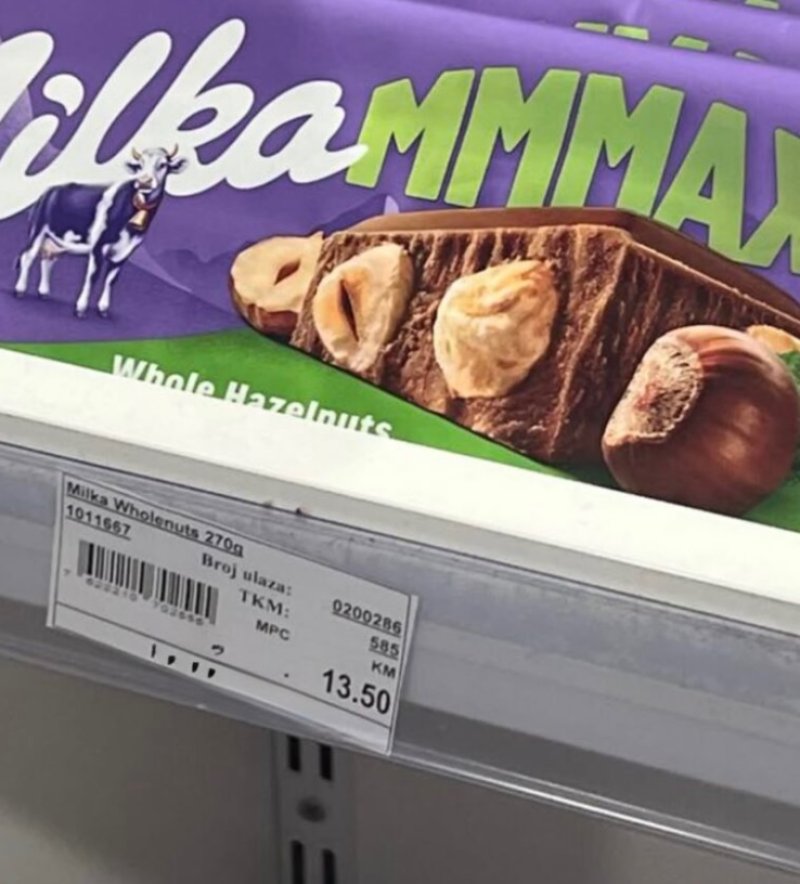 Milka MMMAX
Whole Hazelnuts
Milka Wholenuts 270g
1011667
Broj ulaza: 0200286
TKM: 585
MPC KM
13.50